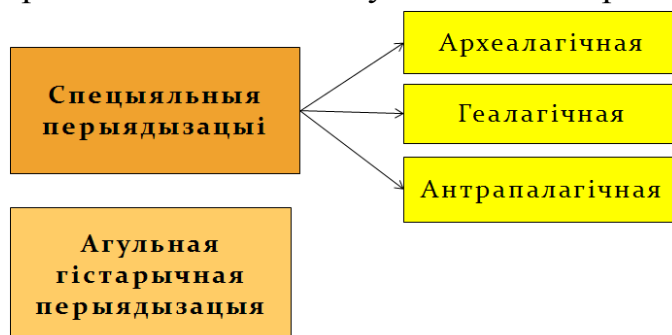 Спецыяльныя
перыядызацыі
Археалагічная
Геалагічная
Антрапалагічная
Агульная
гістарычная
перыядызацыя